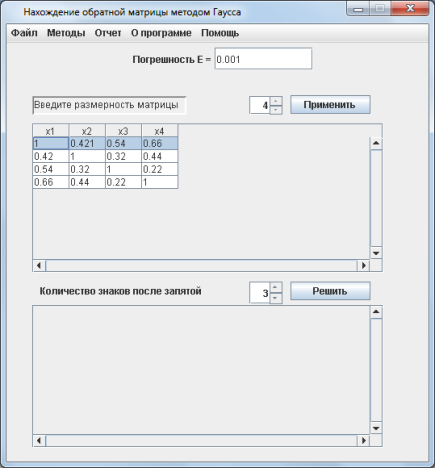 Нахождение обратной матрицы методом Гаусса
Файл Методы Отчет О программе Помощь
Погрешность E = 0.001
Введите размерность матрицы 4 Применить
x1 x2 x3 x4
1 0.421 0.54 0.66
0.42 1 0.32 0.44
0.54 0.32 1 0.22
0.66 0.44 0.22 1
Количество знаков после запятой 3 Решить